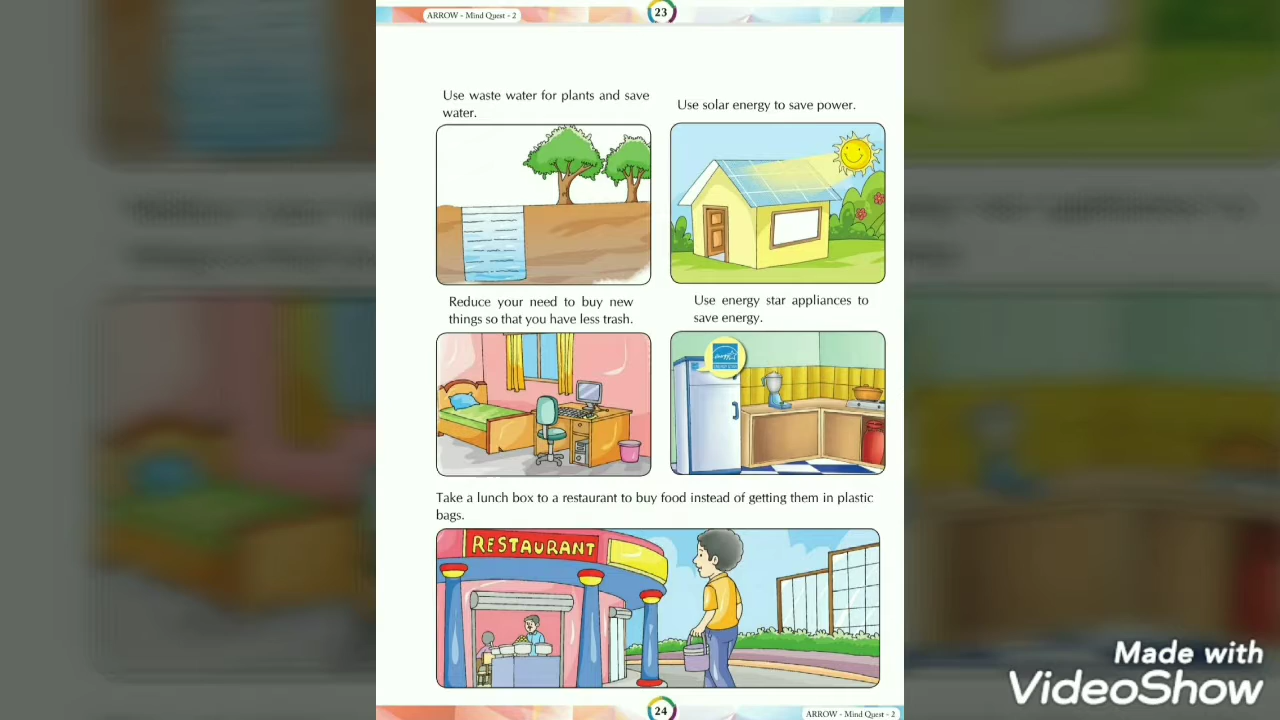 ARROW - Mind Quest - 2
23
Use waste water for plants and save
water.
Use solar energy to save power.
Reduce your need to buy new
things so that you have less trash.
Use energy star appliances to
save energy.
Take a lunch box to a restaurant to buy food instead of getting them in plastic
bags.
RESTAURANT
24
ARROW - Mind Quest - 2
Made with
VideoShow